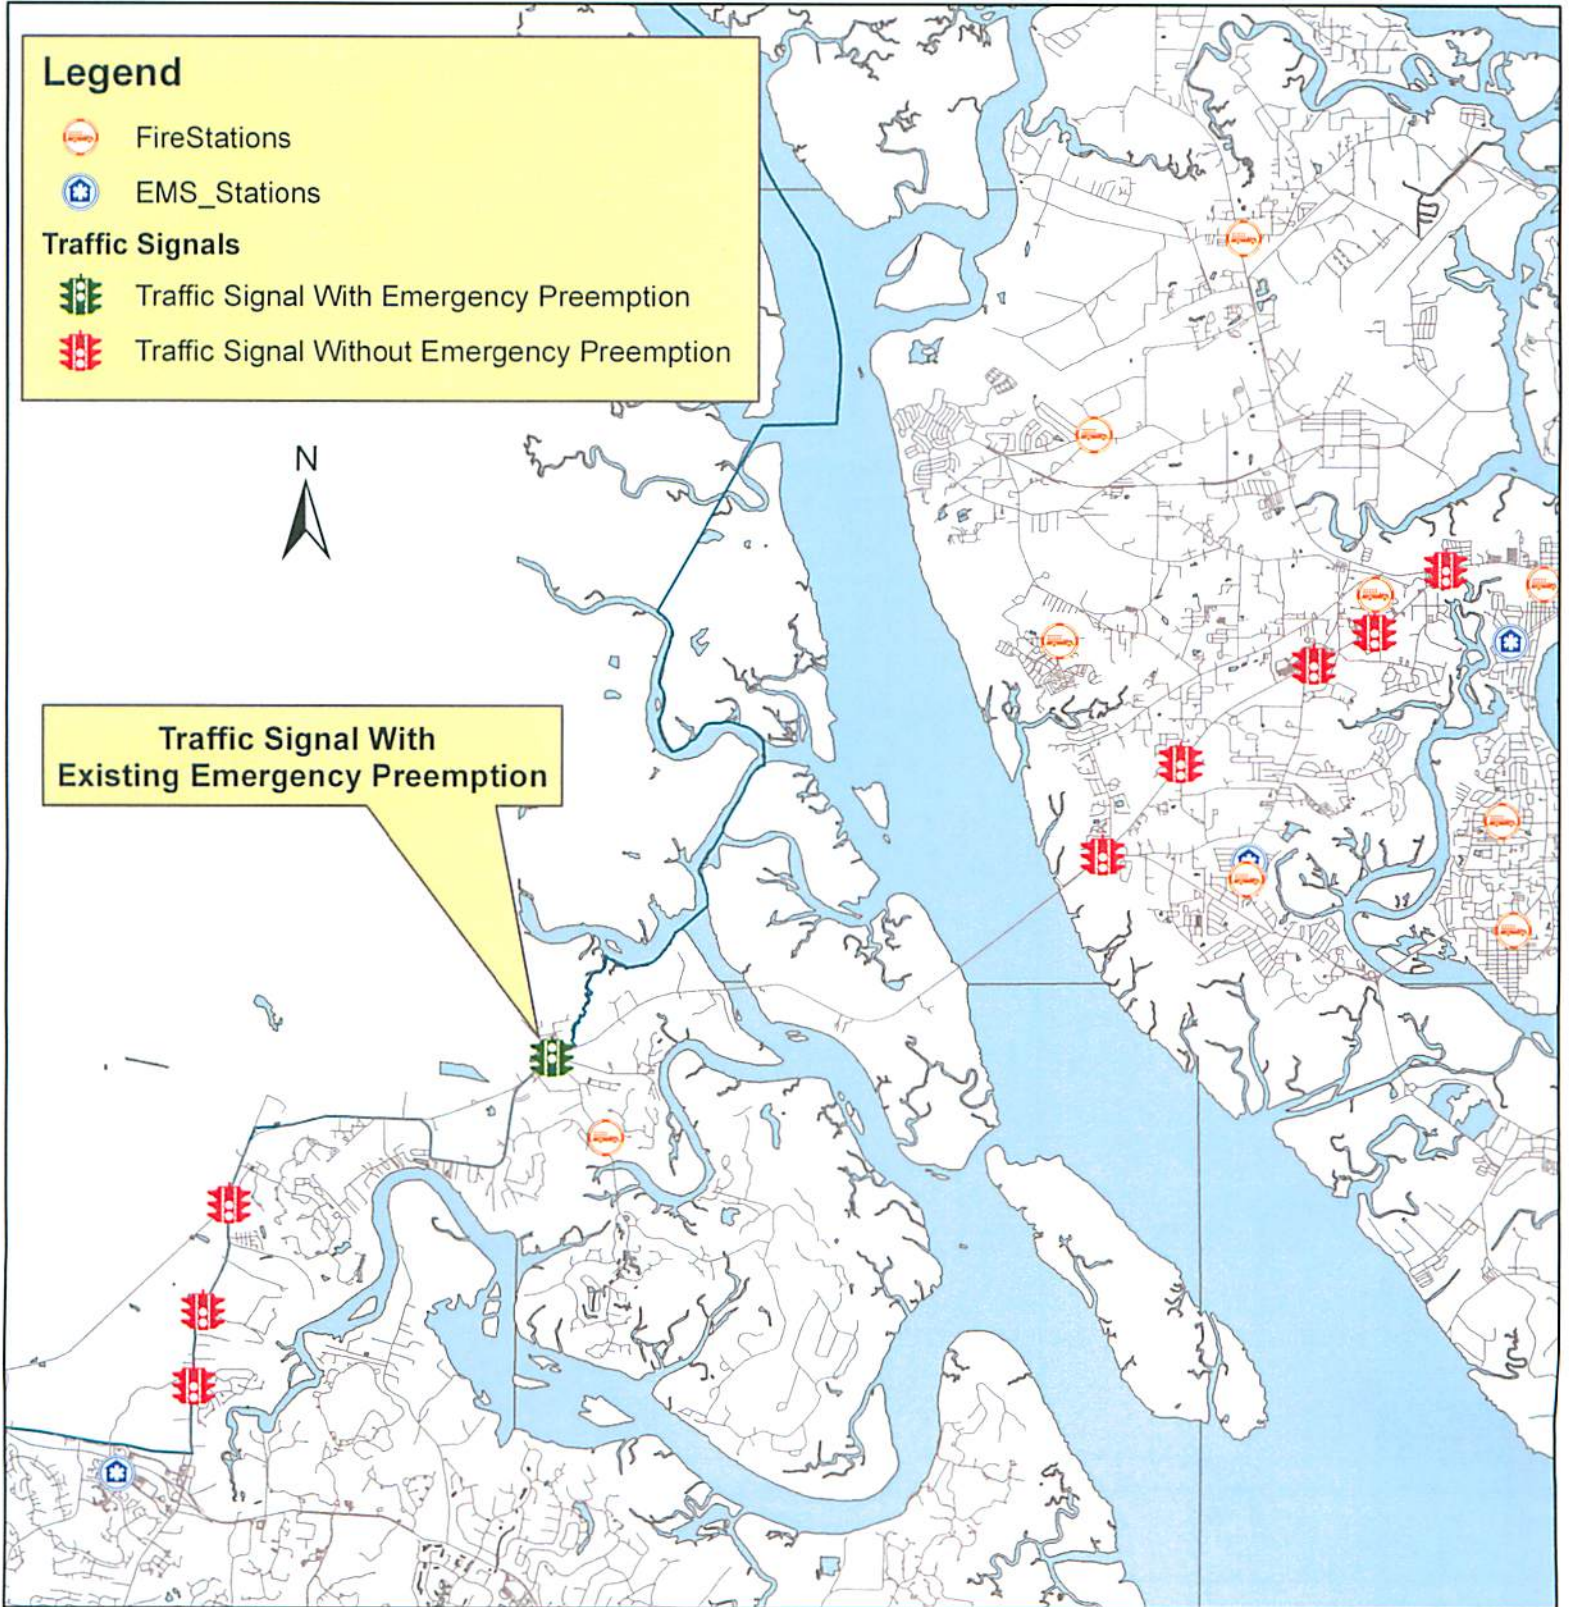 Legend
FireStations
EMS_Stations
Traffic Signals
Traffic Signal With Emergency Preemption
Traffic Signal Without Emergency Preemption
N
Traffic Signal With
Existing Emergency Preemption